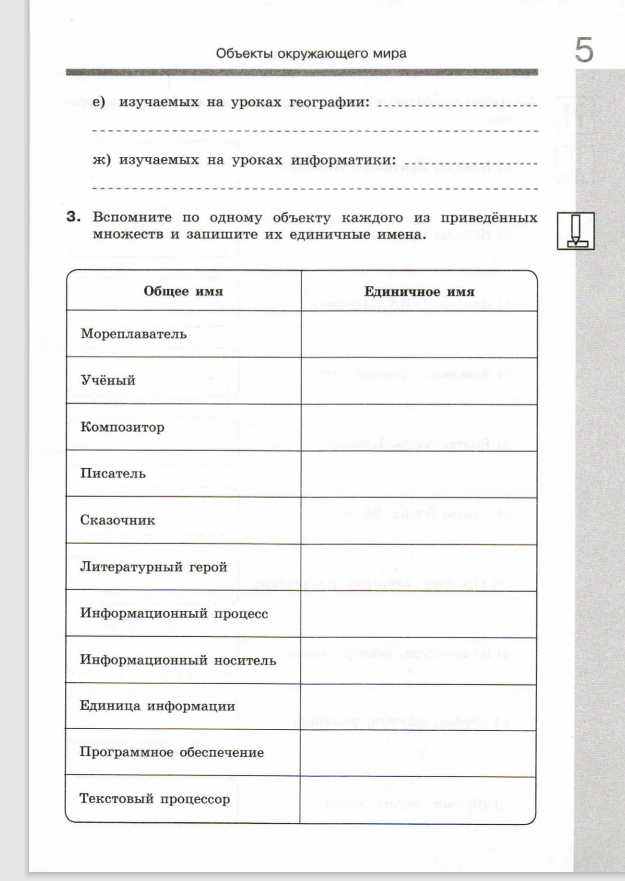 Объекты окружающего мира
5
е) изучаемых на уроках географии:
ж) изучаемых на уроках информатики:
3. Вспомните по одному объекту каждого из приведённых
множеств и запишите их единичные имена.
Общее имя Единичное имя
Мореплаватель
Учёный
Композитор
Писатель
Сказочник
Литературный герой
Информационный процесс
Информационный носитель
Единица информации
Программное обеспечение
Текстовый процессор